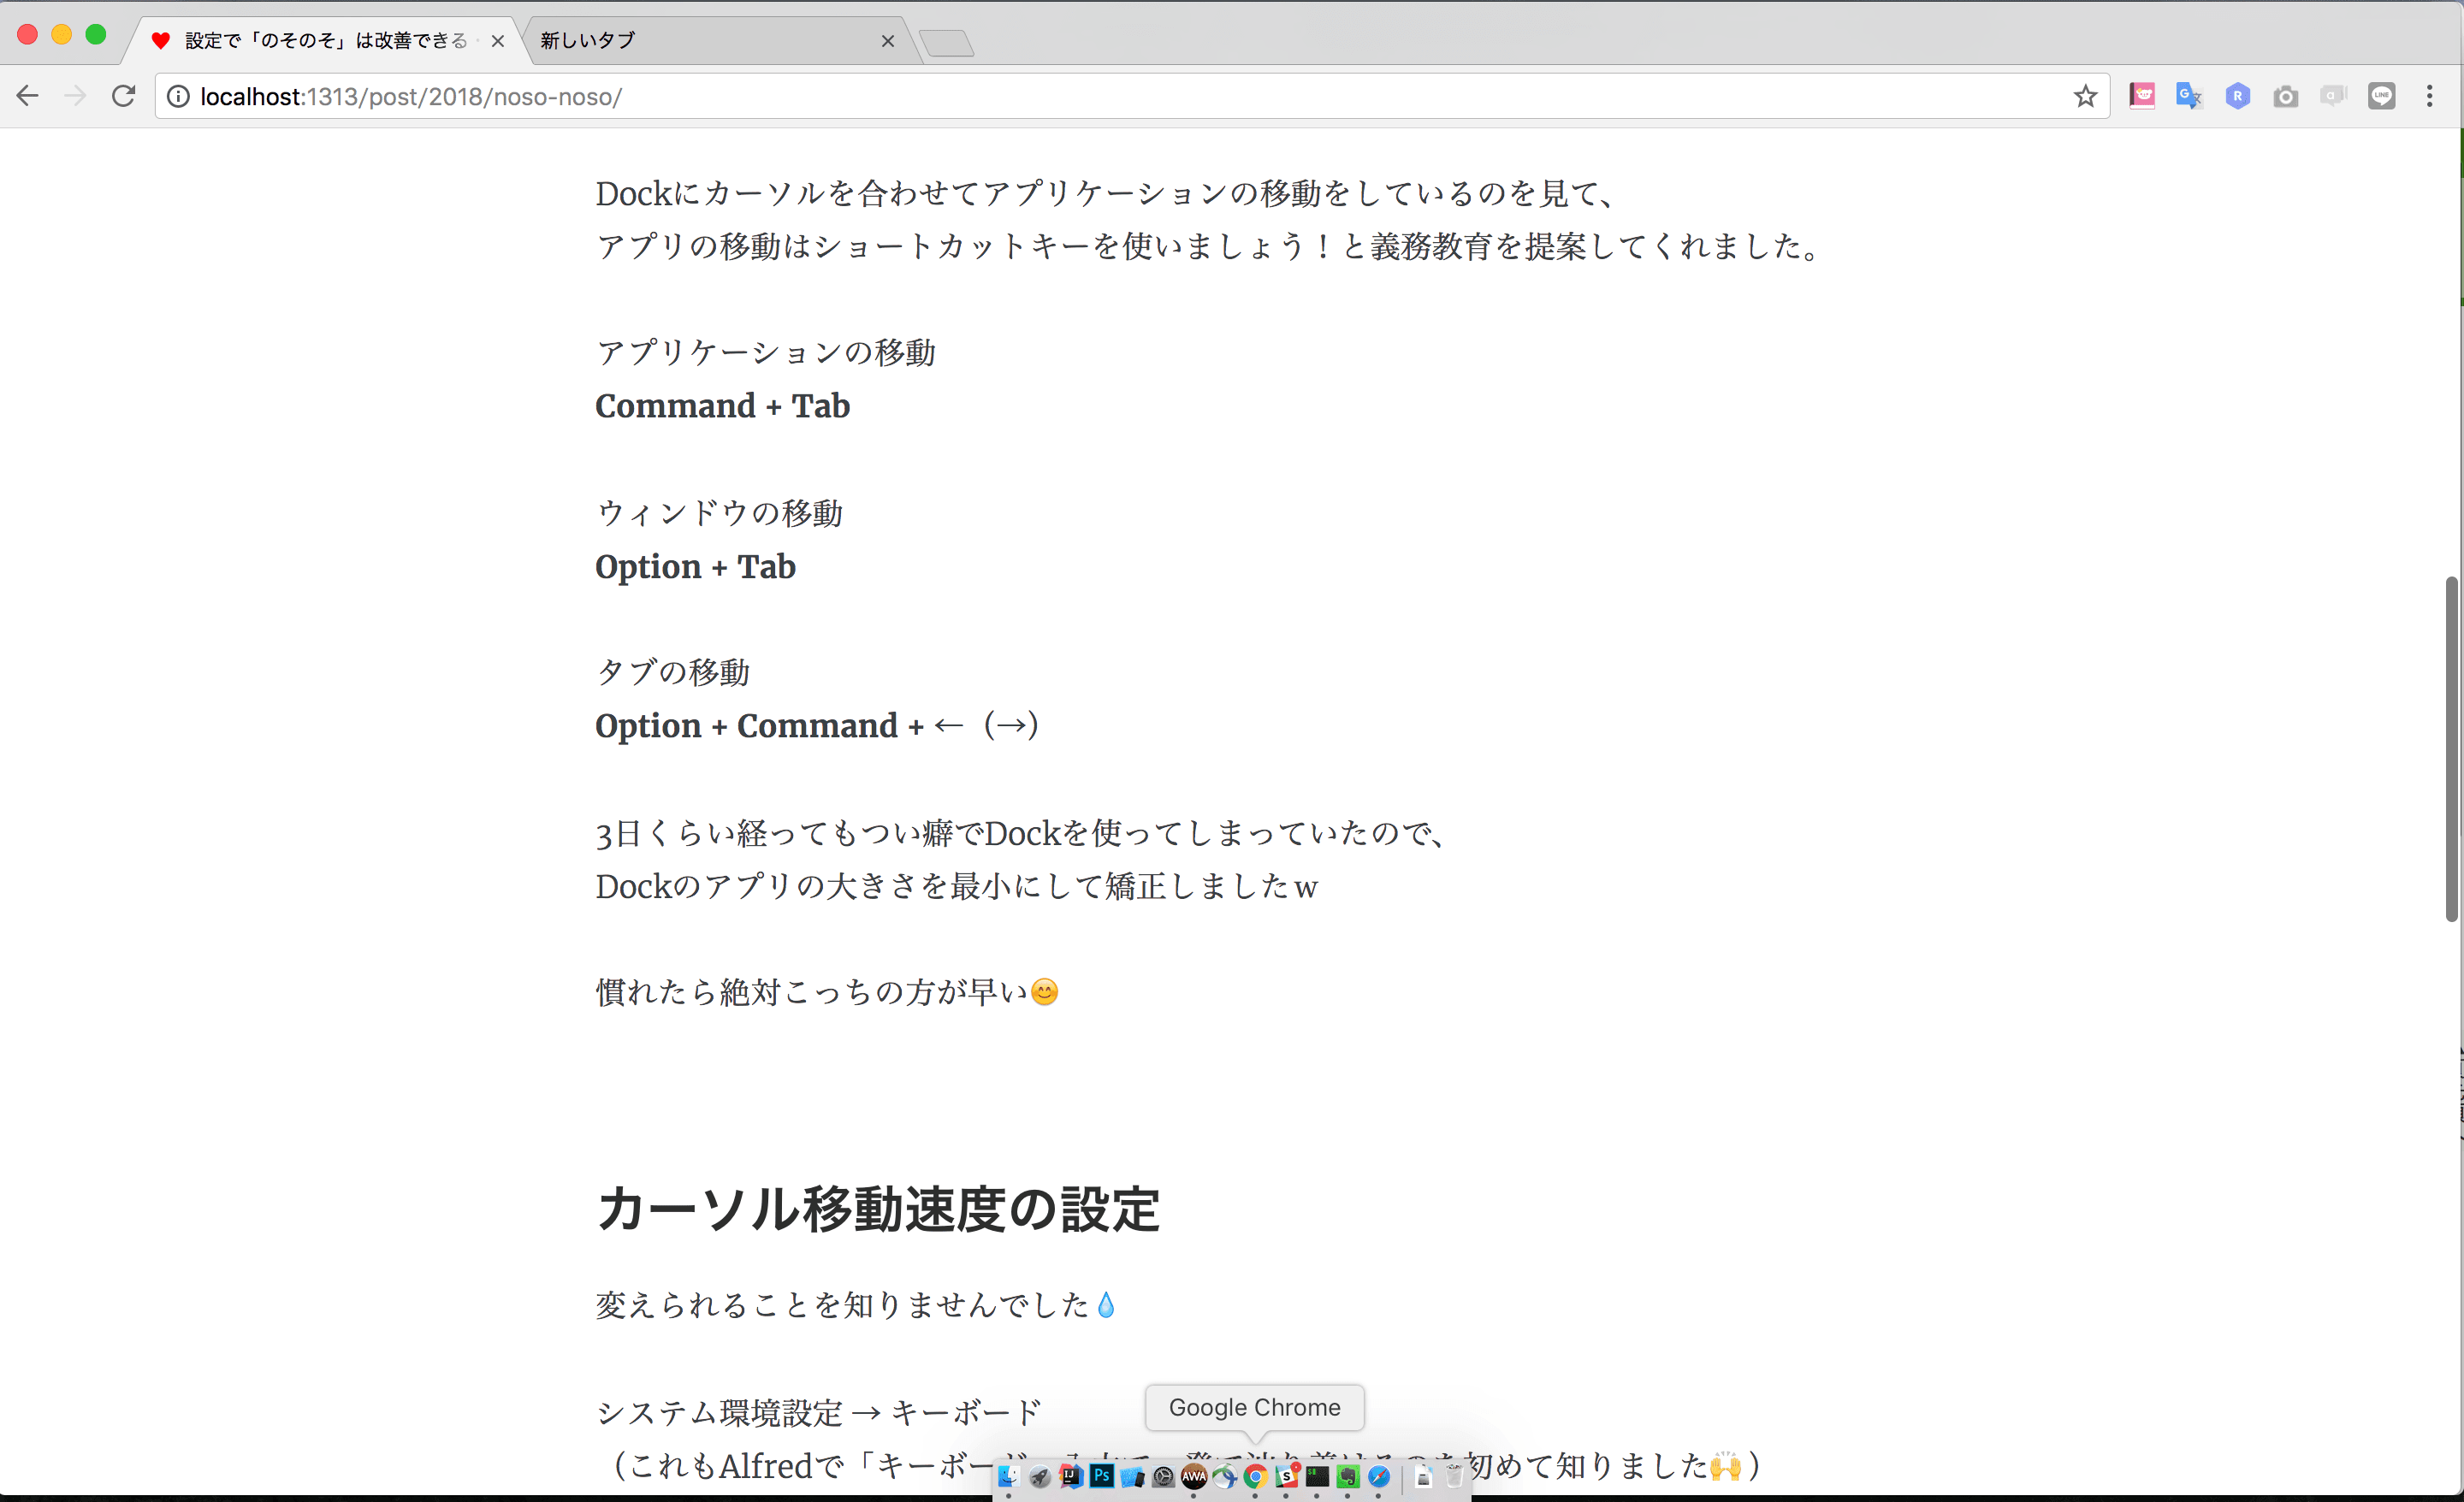 設定で「のそのそ」は改善できる
新しいタブ
localhost:1313/post/2018/noso-noso/
Dockにカーソルを合わせてアプリケーションの移動をしているのを見て、
アプリの移動はショートカットキーを使いましょう！と義務教育を提案してくれました。
アプリケーションの移動
Command + Tab
ウィンドウの移動
Option + Tab
タブの移動
Option + Command + ←（→）
3日くらい経ってもつい癖でDockを使ってしまっていたので、
Dockのアプリの大きさを最小にして矯正しましたｗ
慣れたら絶対こっちの方が早い😊
カーソル移動速度の設定
変えられることを知りませんでした💧
システム環境設定 → キーボード
Google Chrome
（これもAlfredで「キーボード 初めて知りました🙌）
IJ
Ps
AWA
S
LINE